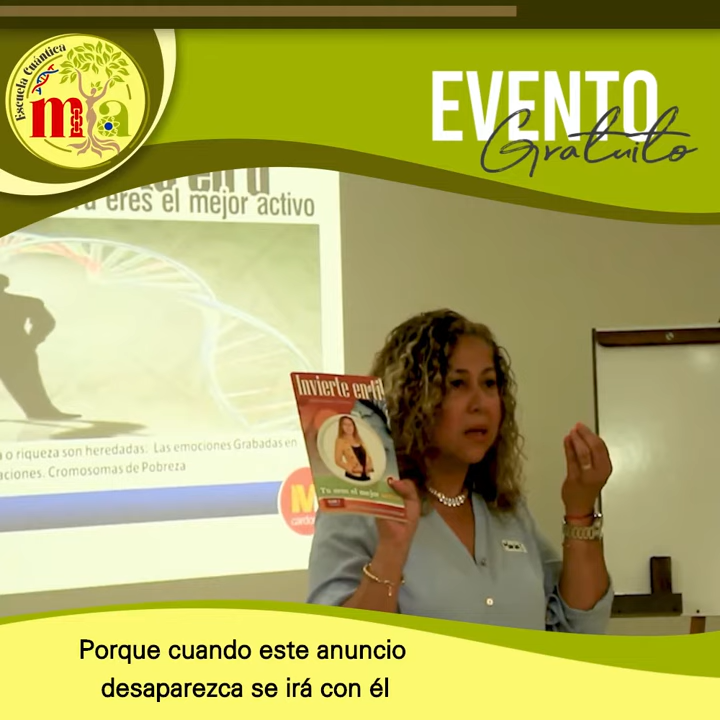 Escuela Cuántica
mia
EVENTO
Gratuito
eres el mejor activo
Invierte en ti
Tu eres el mejor
o riqueza son heredadas: Las emociones Grabadas en
aciones. Cromosomas de Pobreza
M
Porque cuando este anuncio
desaparezca se irá con él